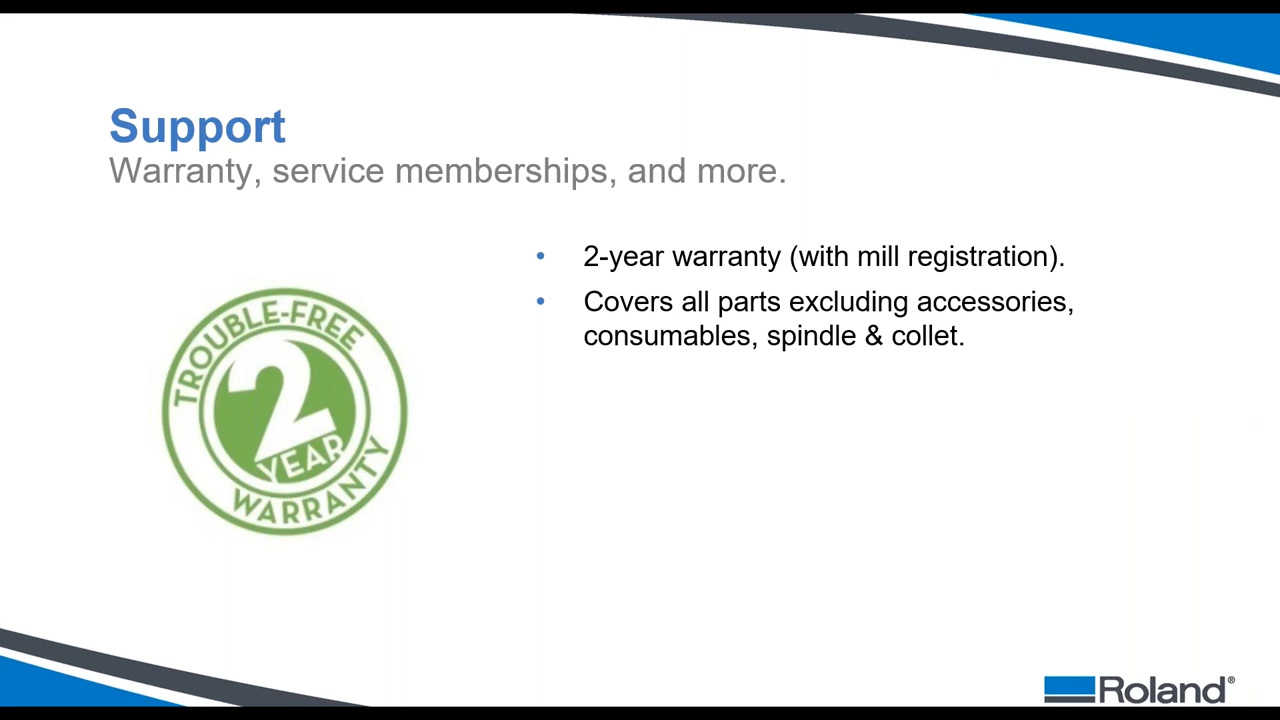 Support
Warranty, service memberships, and more.
• 2-year warranty (with mill registration).
• Covers all parts excluding accessories,
consumables, spindle & collet.
TROUBLE-FREE
2
YEAR
WARRANTY
Roland®